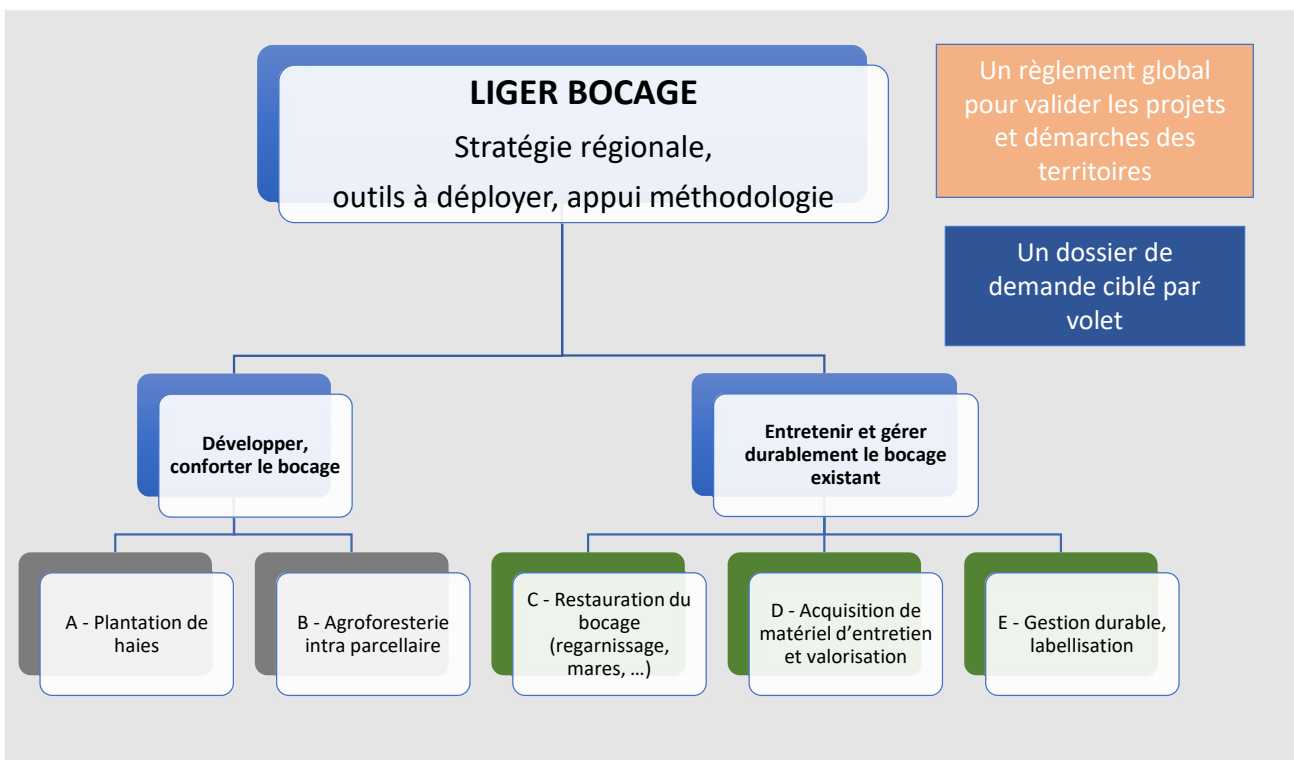 LIGER BOCAGE
Stratégie régionale,
outils à déployer, appui méthodologie
Un règlement global
pour valider les projets
et démarches des
territoires
Un dossier de
demande ciblé par
volet
Développer,
conforter le bocage
Entretenir et gérer
durablement le bocage
existant
A - Plantation de
haies
B - Agroforesterie
intra parcellaire
C - Restauration du
bocage
(regarnissage,
mares, …)
D - Acquisition de
matériel d’entretien
et valorisation
E - Gestion durable,
labellisation